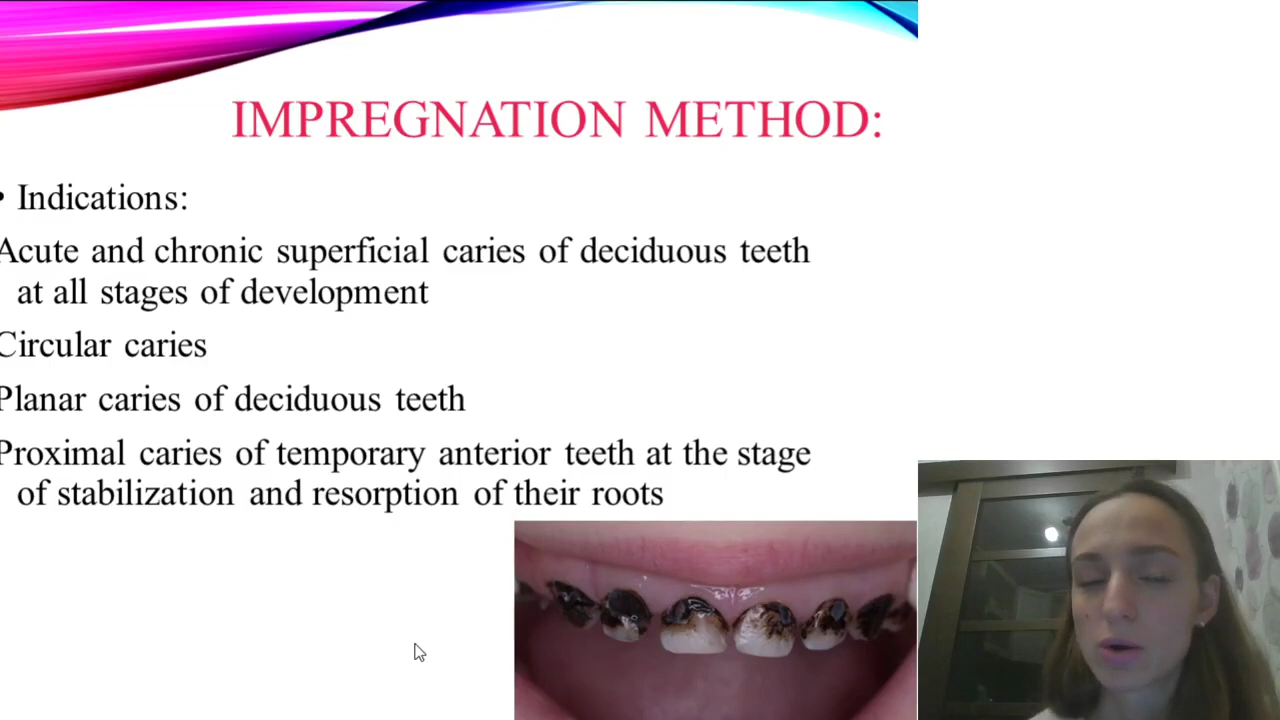 IMPREGNATION METHOD:
• Indications:
Acute and chronic superficial caries of deciduous teeth
at all stages of development
Circular caries
Planar caries of deciduous teeth
Proximal caries of temporary anterior teeth at the stage
of stabilization and resorption of their roots